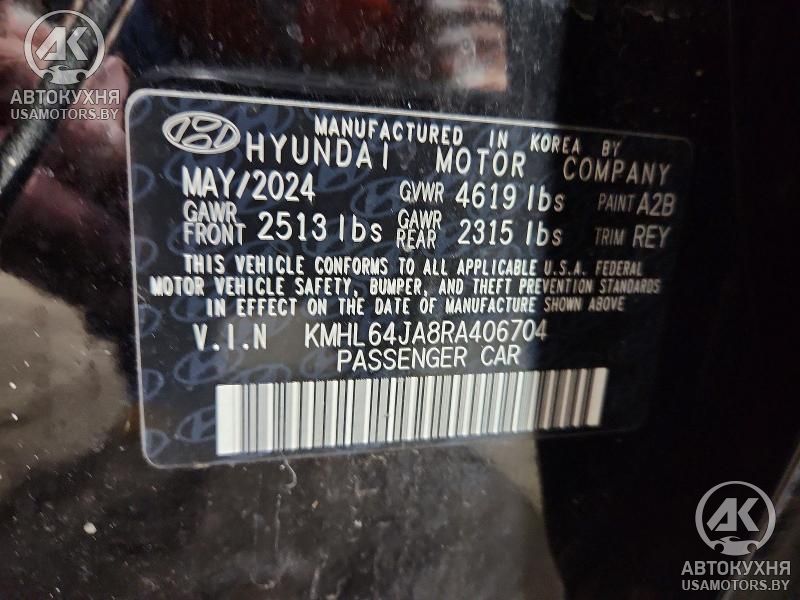 AK
АВТОКУХНЯ
USAMOTORS.BY
MANUFACTURED IN KOREA BY
HYUNDAI MOTOR COMPANY
MAY/2024 GVWR 4619 lbs PAINT A2B
GAWR FRONT 2513 lbs GAWR REAR 2315 lbs TRIM REY
THIS VEHICLE CONFORMS TO ALL APPLICABLE U.S.A. FEDERAL
MOTOR VEHICLE SAFETY, BUMPER, AND THEFT PREVENTION STANDARDS
IN EFFECT ON THE DATE OF MANUFACTURE SHOWN ABOVE
V.I.N KMHL64JA8RA406704
PASSENGER CAR
AK
АВТОКУХНЯ
USAMOTORS.BY